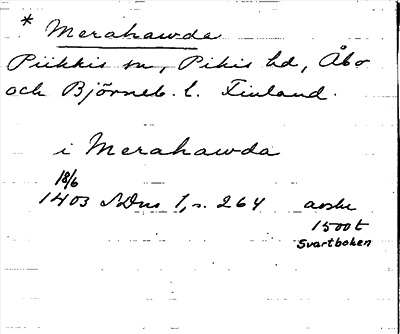 * Merahawda
Piikkis sn, Pikis hd, Åbo
och Björneb. l. Finland.
i Merahawda
18/6
1403 SDns 1, s. 264 avskr
1500 t
Svartboken